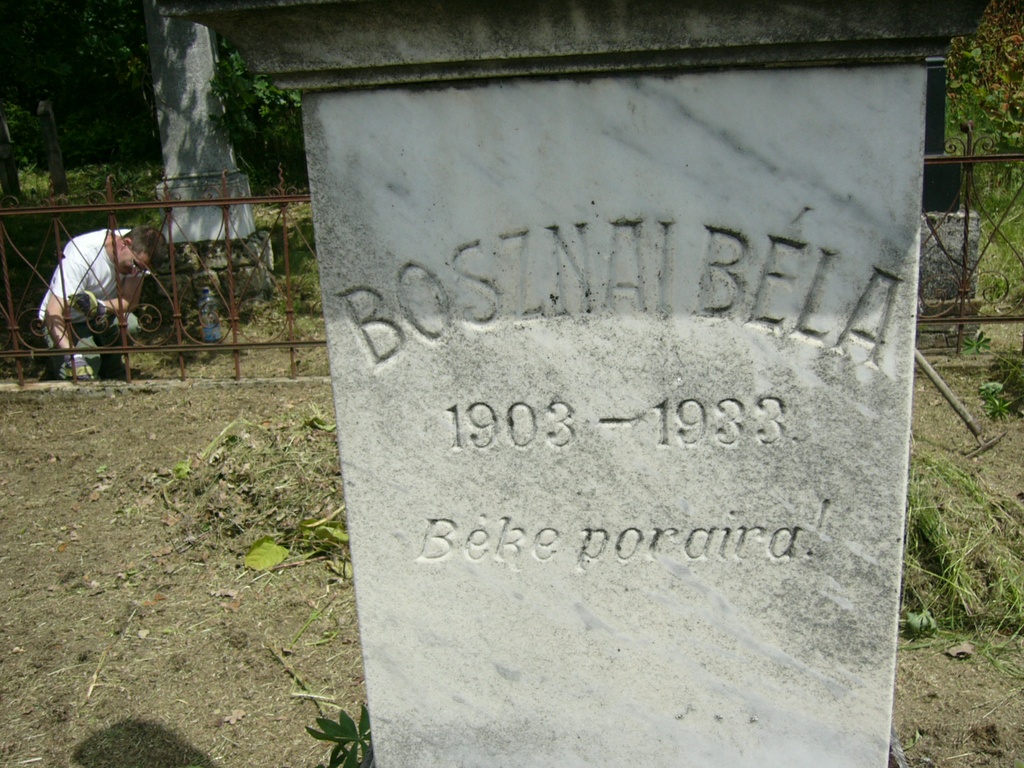 BOSZNAI BÉLA
1903 – 1933.
Béke poraira!